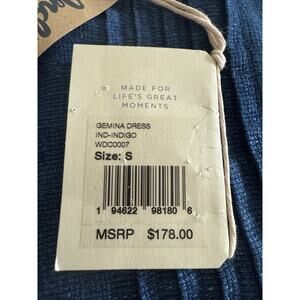 MADE FOR
LIFE'S GREAT
MOMENTS
GEMINA DRESS
IND-INDIGO
WDC0007
Size: S
1 94622 98180 6
MSRP $178.00